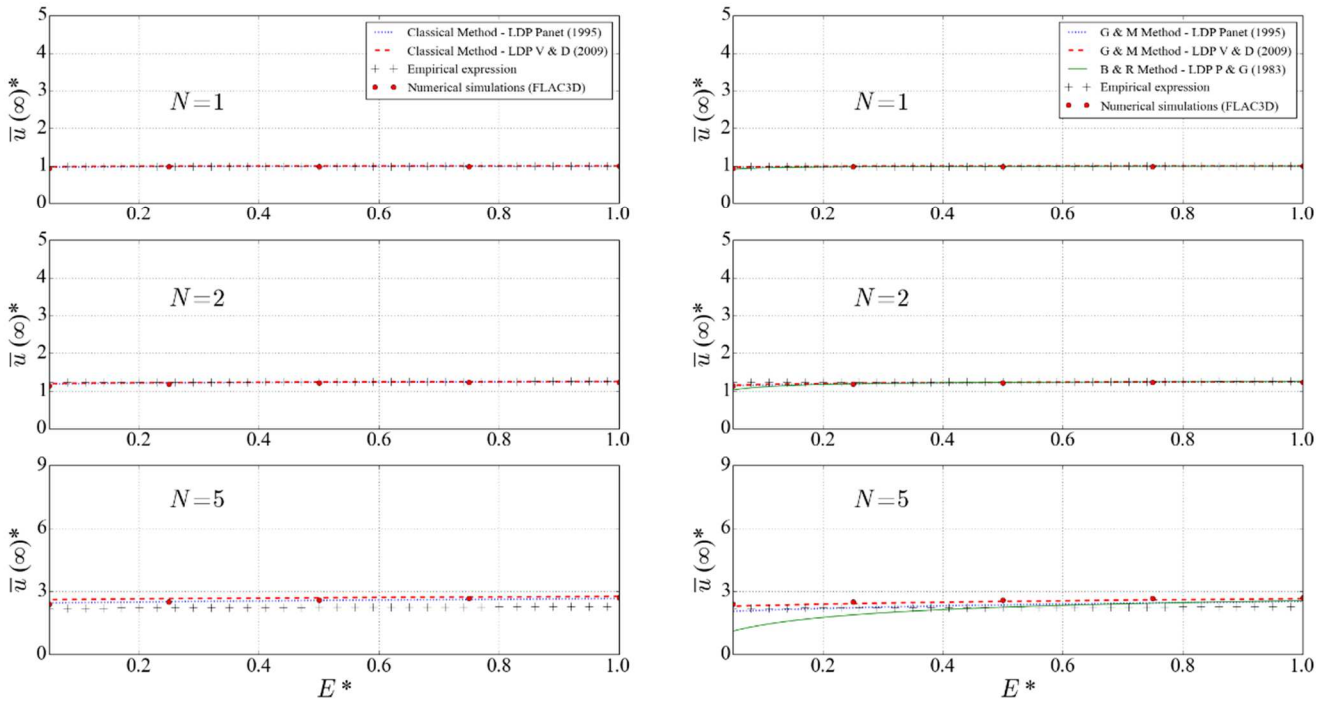 5
4
3
2
1
0
ū(∞)*
N=1
Classical Method - LDP Panet (1995)
Classical Method - LDP V & D (2009)
Empirical expression
Numerical simulations (FLAC3D)
0.2 0.4 0.6 0.8 1.0
5
4
3
2
1
0
ū(∞)*
N=2
0.2 0.4 0.6 0.8 1.0
9
6
3
0
ū(∞)*
N=5
0.2 0.4 0.6 0.8 1.0
E*
5
4
3
2
1
0
ū(∞)*
N=1
G & M Method - LDP Panet (1995)
G & M Method - LDP V & D (2009)
B & R Method - LDP P & G (1983)
Empirical expression
Numerical simulations (FLAC3D)
0.2 0.4 0.6 0.8 1.0
5
4
3
2
1
0
ū(∞)*
N=2
0.2 0.4 0.6 0.8 1.0
9
6
3
0
ū(∞)*
N=5
0.2 0.4 0.6 0.8 1.0
E*